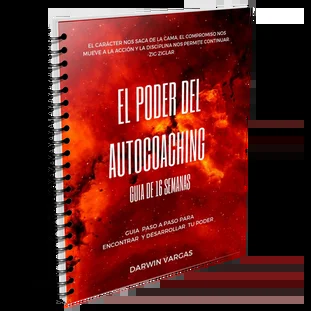 EL CARÁCTER NOS SACA DE LA CAMA, EL COMPROMISO NOS
MUEVE A LA ACCIÓN Y LA DISCIPLINA NOS PERMITE CONTINUAR
ZIG ZIGLAR
EL PODER DEL
AUTOCOACHING
GUIA DE 16 SEMANAS
GUIA PASO A PASO PARA
ENCONTRAR Y DESARROLLAR TU PODER
DARWIN VARGAS